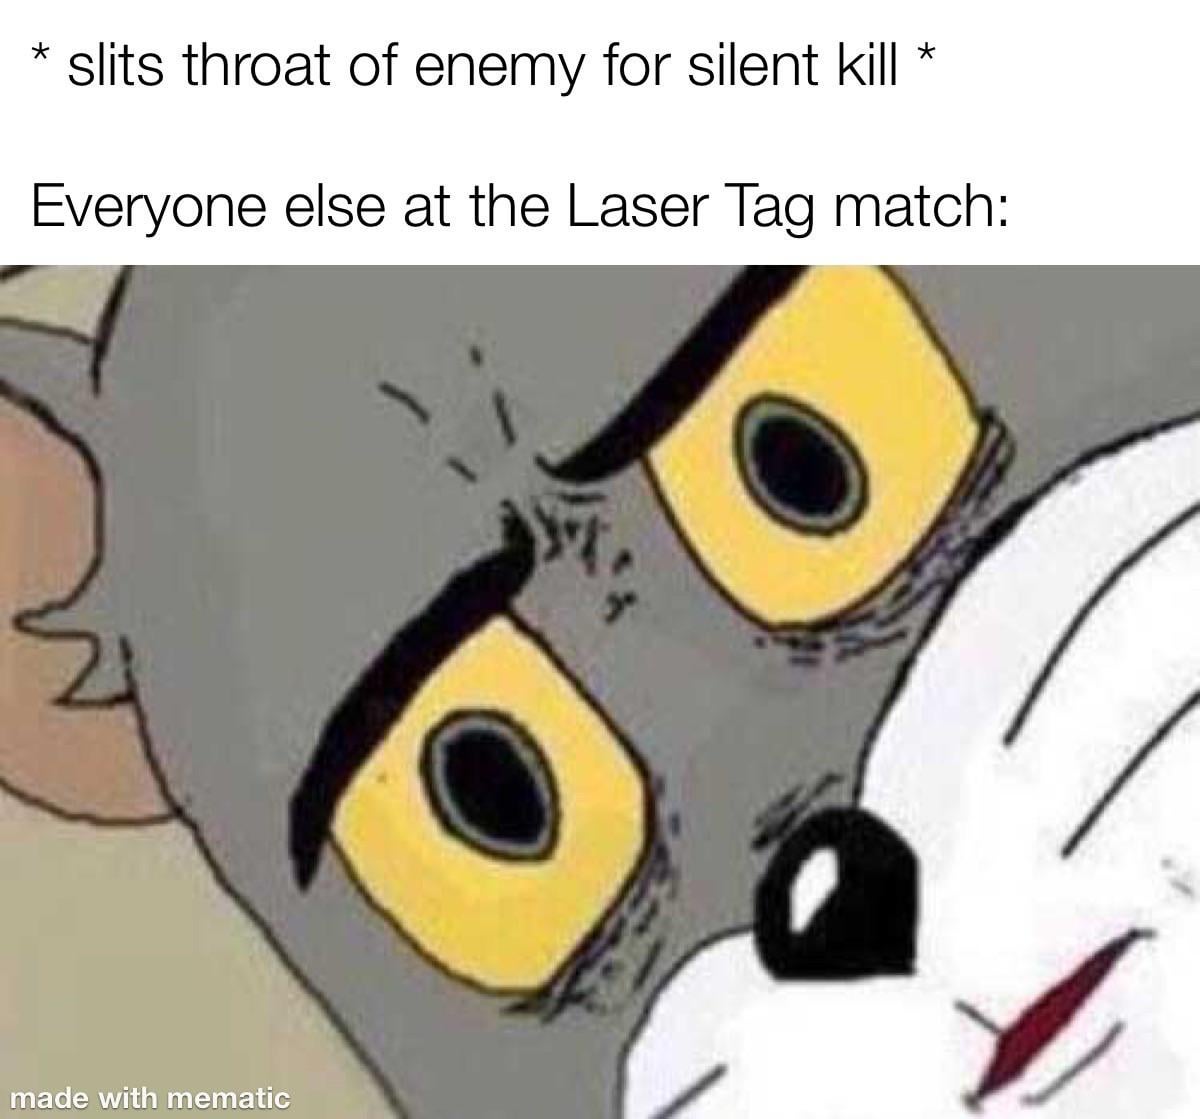 * slits throat of enemy for silent kill *
Everyone else at the Laser Tag match:
made with mematic